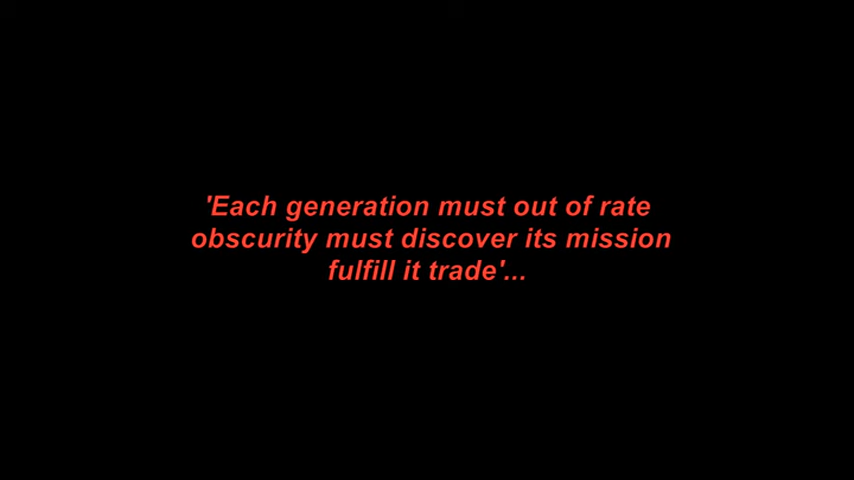 'Each generation must out of rate
obscurity must discover its mission
fulfill it trade'...